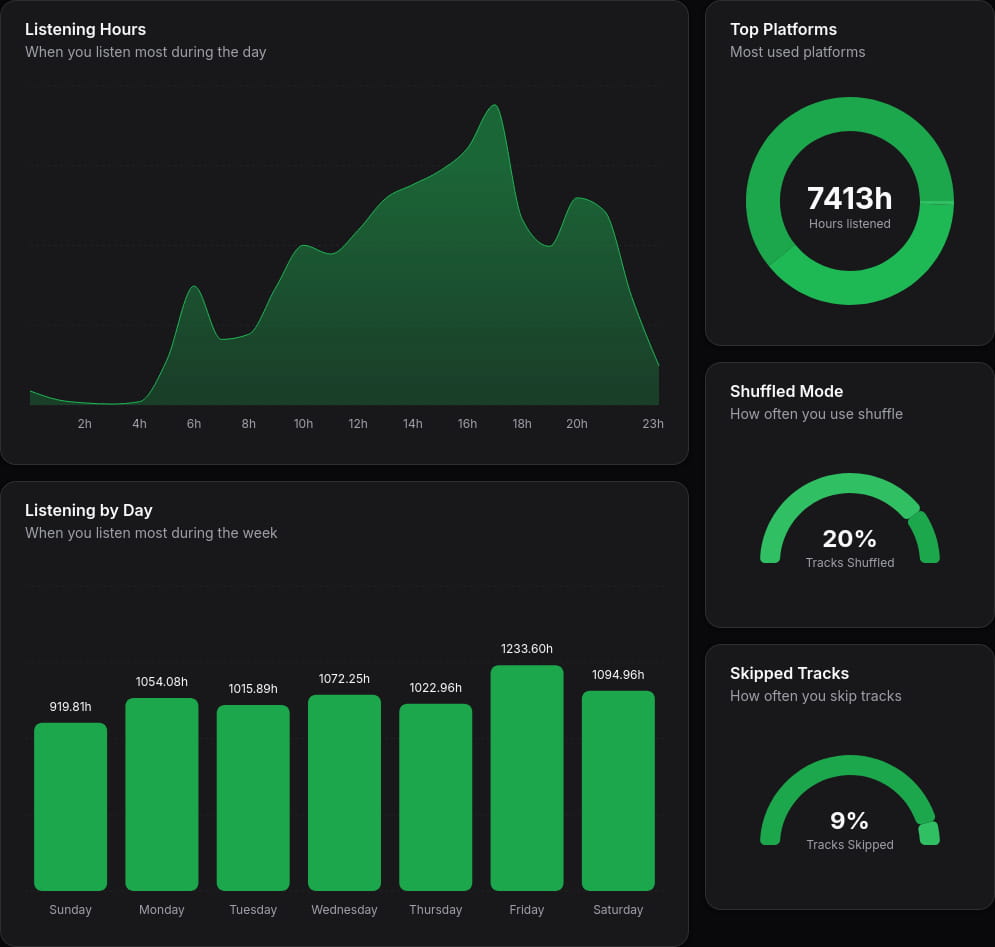 Listening Hours
When you listen most during the day
2h 4h 6h 8h 10h 12h 14h 16h 18h 20h 23h
Top Platforms
Most used platforms
7413h
Hours listened
Shuffled Mode
How often you use shuffle
20%
Tracks Shuffled
Listening by Day
When you listen most during the week
919.81h 1054.08h 1015.89h 1072.25h 1022.96h 1233.60h 1094.96h
Sunday Monday Tuesday Wednesday Thursday Friday Saturday
Skipped Tracks
How often you skip tracks
9%
Tracks Skipped